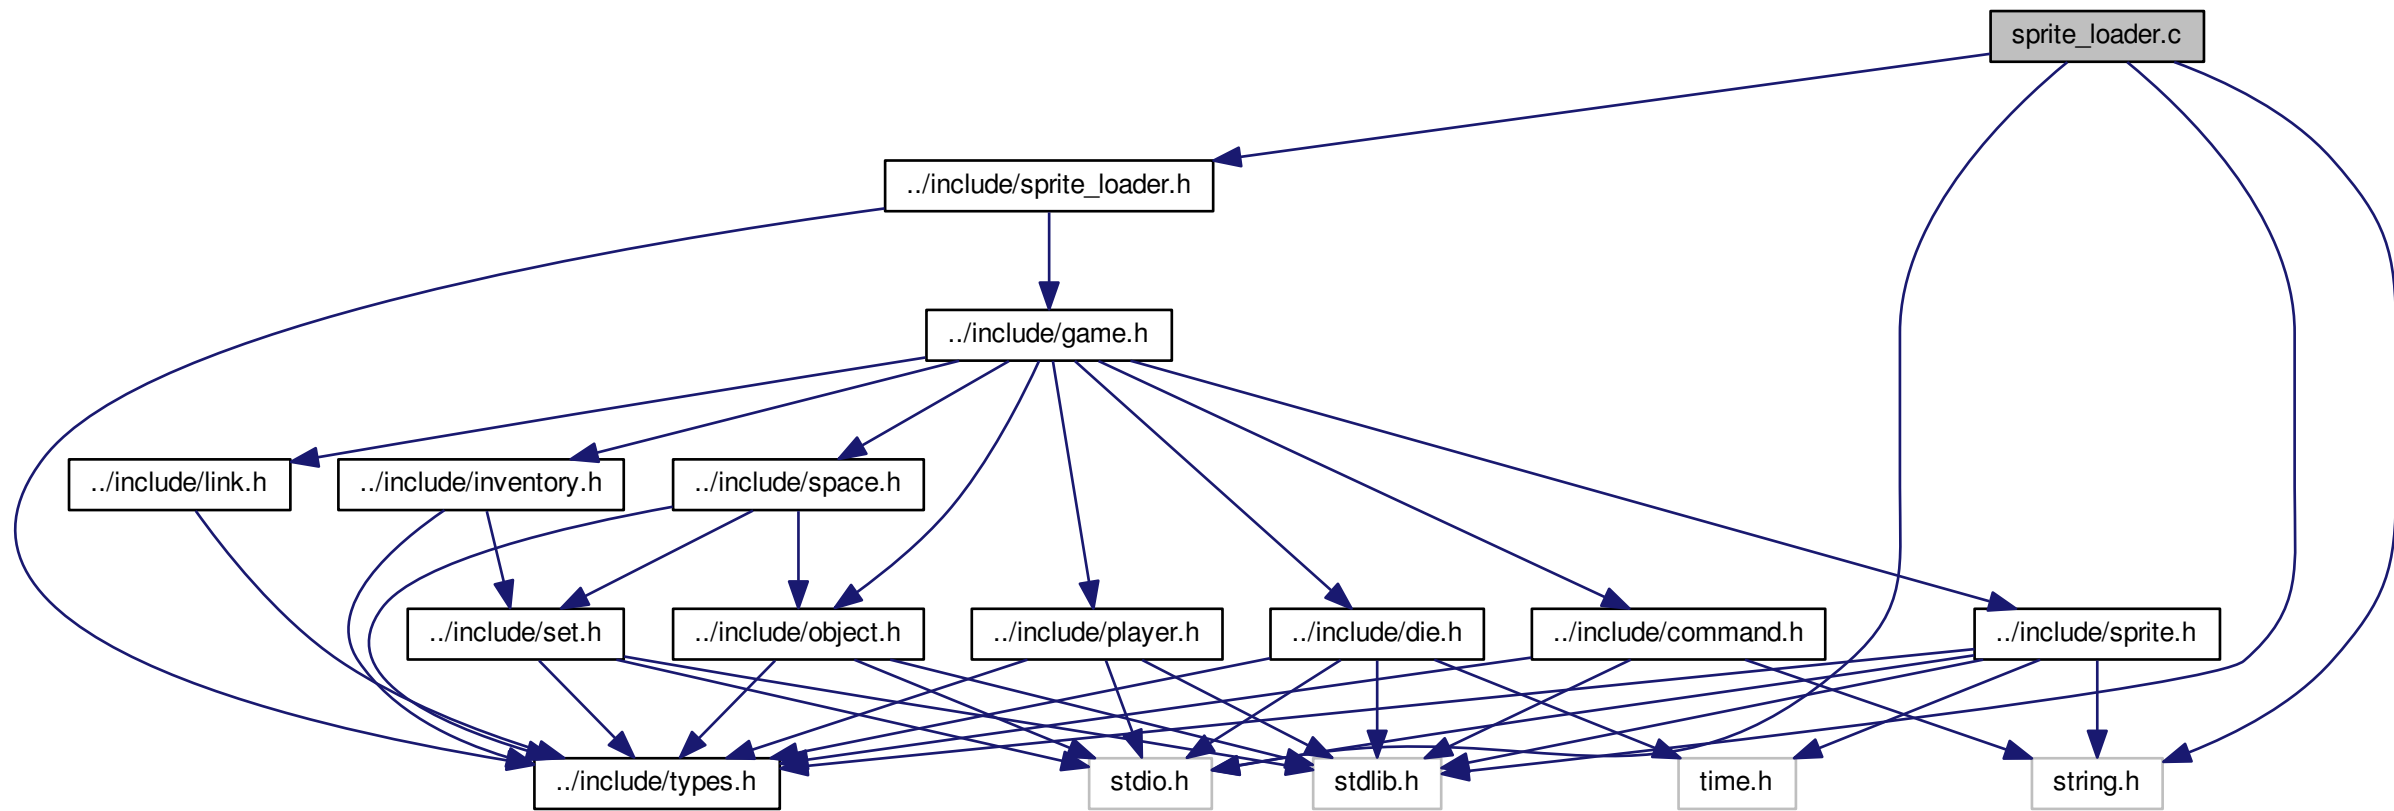 sprite_loader.c
../include/sprite_loader.h
../include/game.h
../include/link.h
../include/inventory.h
../include/space.h
../include/set.h
../include/object.h
../include/player.h
../include/die.h
../include/command.h
../include/sprite.h
../include/types.h
stdio.h
stdlib.h
time.h
string.h